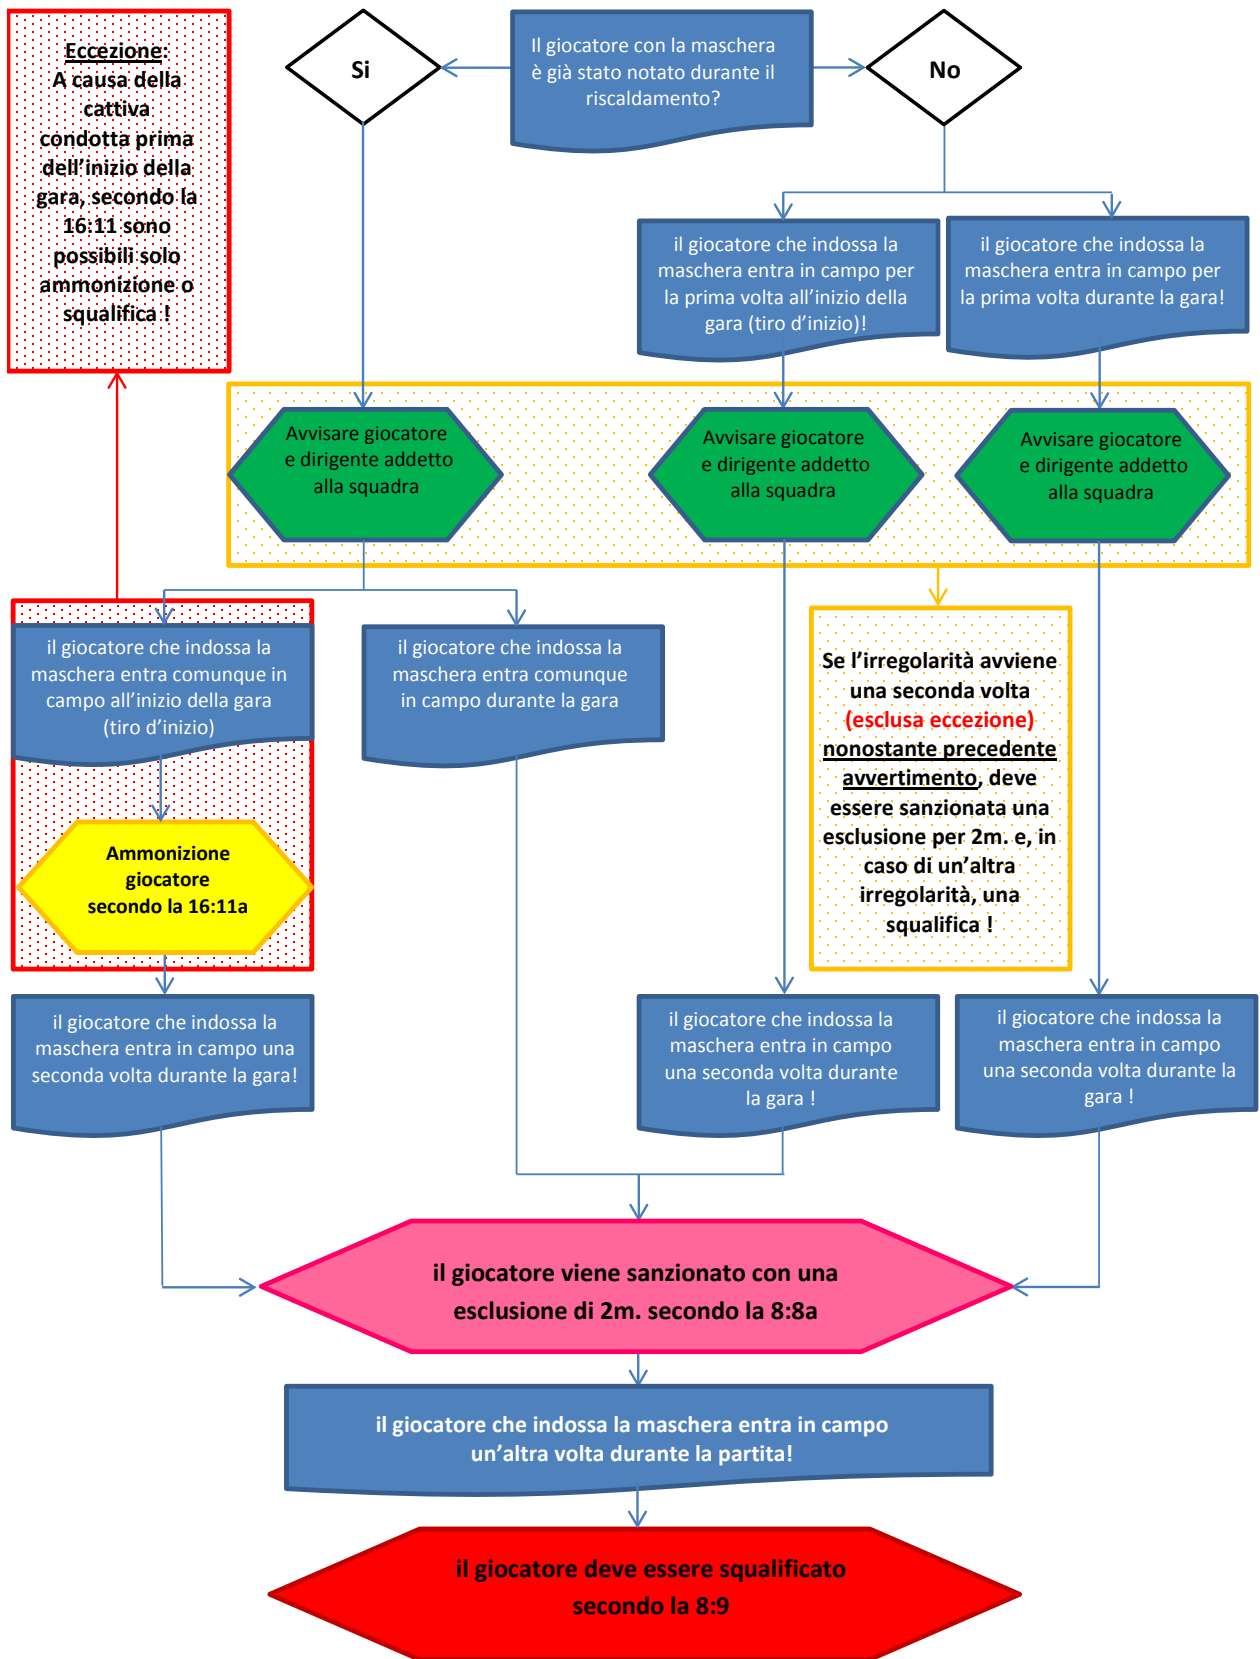 Eccezione:
A causa della
cattiva
condotta prima
dell'inizio della
gara, secondo la
16:11 sono
possibili solo
ammonizione o
squalifica !
Si
Il giocatore con la maschera
è già stato notato durante il
riscaldamento?
No
il giocatore che indossa la
maschera entra in campo per
la prima volta all'inizio della
gara (tiro d'inizio)!
il giocatore che indossa la
maschera entra in campo per
la prima volta durante la gara!
Avvisare giocatore
e dirigente addetto
alla squadra
Avvisare giocatore
e dirigente addetto
alla squadra
Avvisare giocatore
e dirigente addetto
alla squadra
il giocatore che indossa la
maschera entra comunque in
campo all'inizio della gara
(tiro d'inizio)
il giocatore che indossa la
maschera entra comunque
in campo durante la gara
Se l'irregolarità avviene
una seconda volta
(esclusa eccezione)
nonostante precedente
avvertimento, deve
essere sanzionata una
esclusione per 2m. e, in
caso di un'altra
irregolarità, una
squalifica !
Ammonizione
giocatore
secondo la 16:11a
il giocatore che indossa la
maschera entra in campo una
seconda volta durante la gara!
il giocatore che indossa la
maschera entra in campo
una seconda volta durante
la gara !
il giocatore che indossa la
maschera entra in campo
una seconda volta durante la
gara !
il giocatore viene sanzionato con una
esclusione di 2m. secondo la 8:8a
il giocatore che indossa la maschera entra in campo
un'altra volta durante la partita!
il giocatore deve essere squalificato
secondo la 8:9